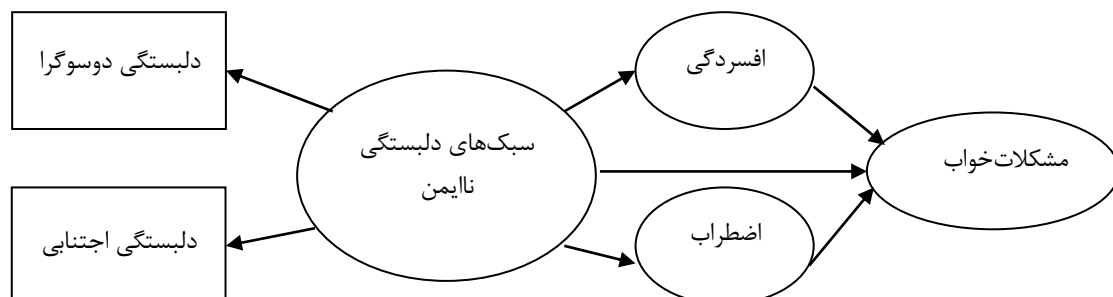 افسردگی
دلبستگی دوسوگرا
سبک‌های دلبستگی
ناایمن
مشکلات‌خواب
اضطراب
دلبستگی اجتنابی